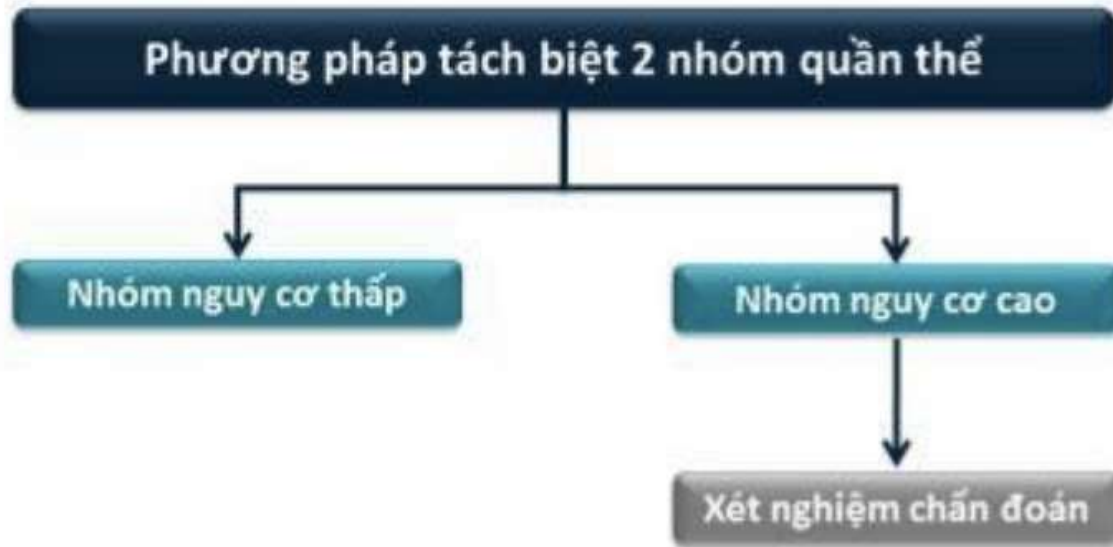 Phương pháp tách biệt 2 nhóm quần thể
Nhóm nguy cơ thấp
Nhóm nguy cơ cao
Xét nghiệm chẩn đoán